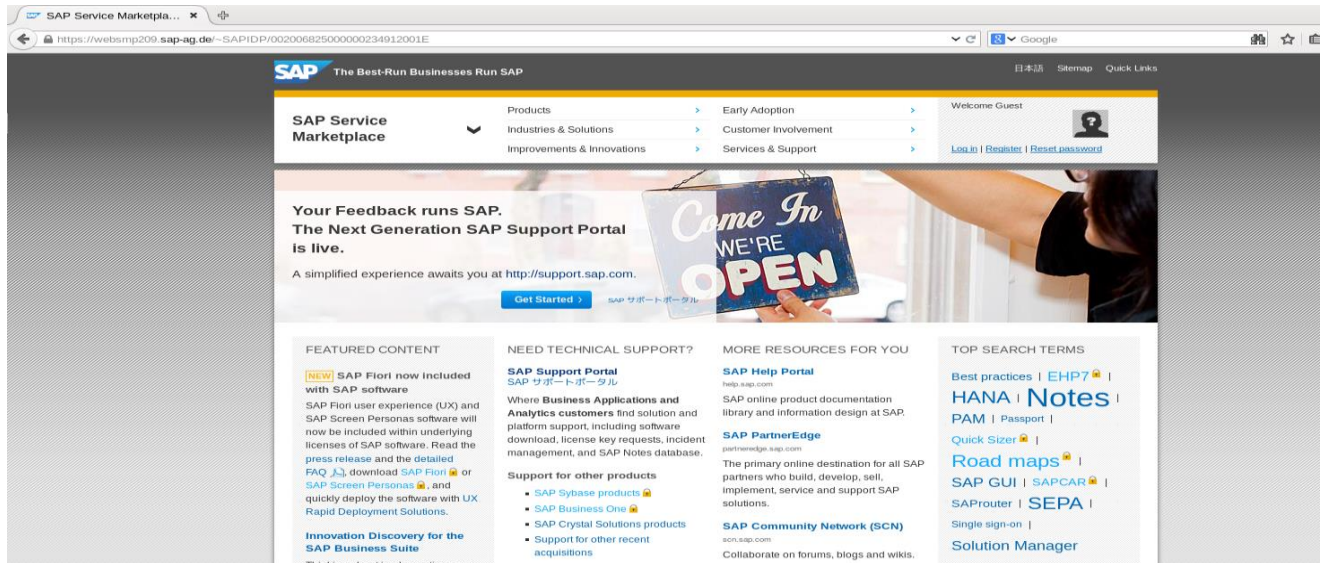 SAP Service Marketpla...
https://websmp209.sap-ag.de/~SAPIDP/002006825000000234912001E
Google
SAP The Best-Run Businesses Run SAP
日本語 Sitemap Quick Links
SAP Service
Marketplace
Products
Industries & Solutions
Improvements & Innovations
Early Adoption
Customer Involvement
Services & Support
Welcome Guest
Log in | Register | Reset password
Your Feedback runs SAP.
The Next Generation SAP Support Portal
is live.
A simplified experience awaits you at http://support.sap.com.
Get Started >
SAP サポートポータル
Come In
WE'RE
OPEN
FEATURED CONTENT
NEW SAP Fiori now included
with SAP software
SAP Fiori user experience (UX) and
SAP Screen Personas software will
now be included within underlying
licenses of SAP software. Read the
press release and the detailed
FAQ , download SAP Fiori or
SAP Screen Personas , and
quickly deploy the software with UX
Rapid Deployment Solutions.
Innovation Discovery for the
SAP Business Suite
NEED TECHNICAL SUPPORT?
SAP Support Portal
SAP サポートポータル
Where Business Applications and
Analytics customers find solution and
platform support, including software
download, license key requests, incident
management, and SAP Notes database.
Support for other products
SAP Sybase products
SAP Business One
SAP Crystal Solutions products
Support for other recent
acquisitions
MORE RESOURCES FOR YOU
SAP Help Portal
help.sap.com
SAP online product documentation
library and information design at SAP.
SAP PartnerEdge
partneredge.sap.com
The primary online destination for all SAP
partners who build, develop, sell,
implement, service and support SAP
solutions.
SAP Community Network (SCN)
scn.sap.com
Collaborate on forums, blogs and wikis.
TOP SEARCH TERMS
Best practices | EHP7 |
HANA | Notes |
PAM | Passport |
Quick Sizer |
Road maps |
SAP GUI | SAPCAR |
SAProuter | SEPA |
Single sign-on |
Solution Manager